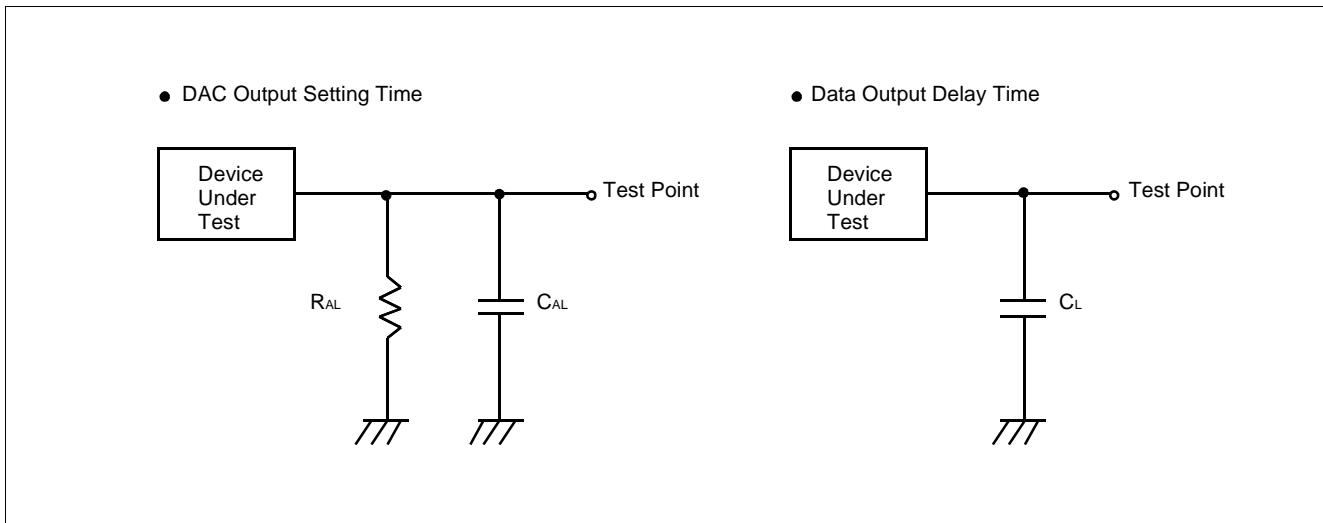 ● DAC Output Setting Time
Device
Under
Test
Test Point
RAL
CAL
● Data Output Delay Time
Device
Under
Test
Test Point
CL